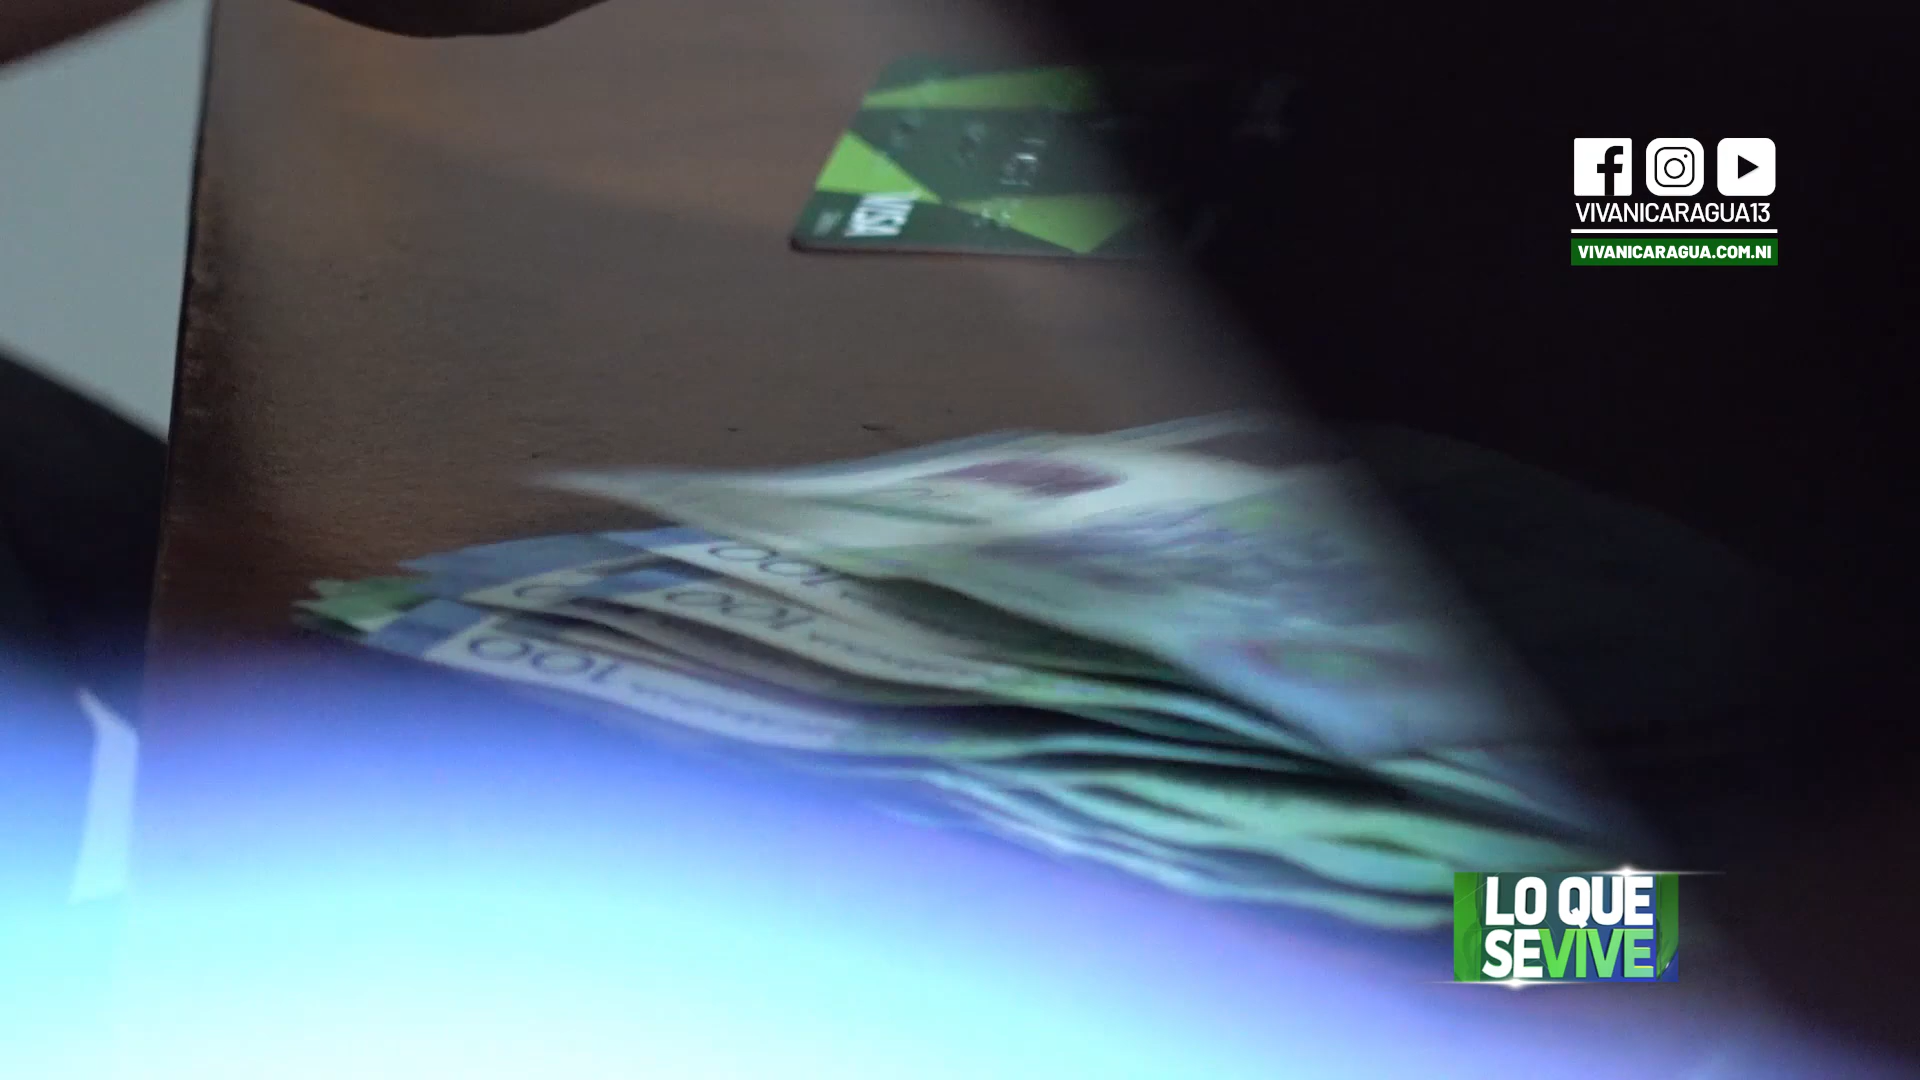 VISA
VIVANICARAGUA13
VIVANICARAGUA.COM.NI
100
100
100
LO QUE
SEVIVE